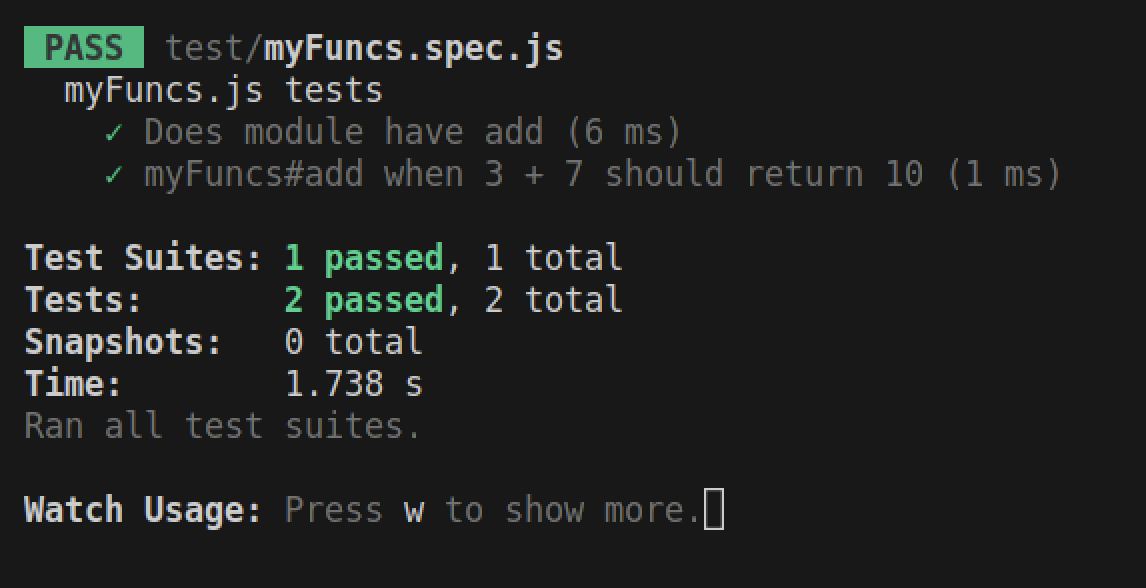 PASS test/myFuncs.spec.js
myFuncs.js tests
✓ Does module have add (6 ms)
✓ myFuncs#add when 3 + 7 should return 10 (1 ms)
Test Suites: 1 passed, 1 total
Tests: 2 passed, 2 total
Snapshots: 0 total
Time: 1.738 s
Ran all test suites.
Watch Usage: Press w to show more.